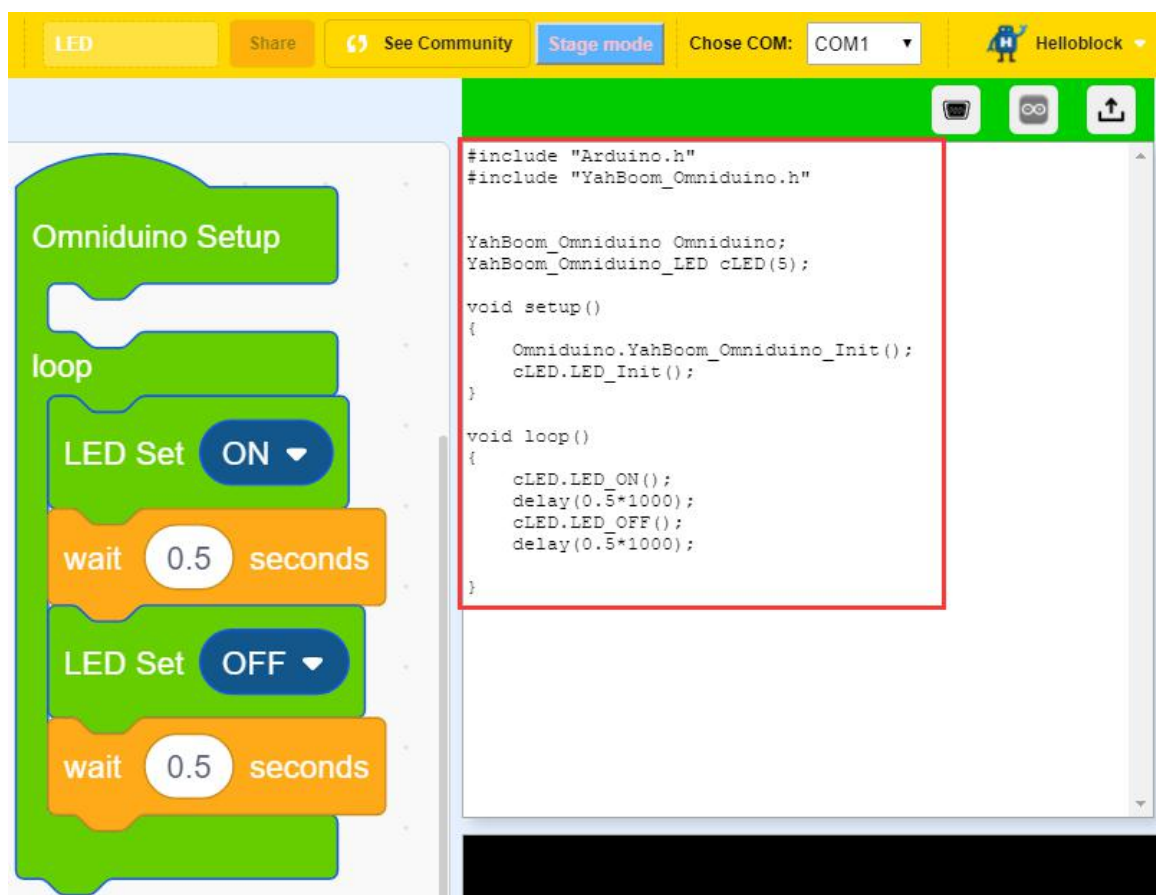 LED
Share
See Community
Stage mode
Chose COM:
COM1
Helloblock
Omniduino Setup
loop
LED Set ON
wait 0.5 seconds
LED Set OFF
wait 0.5 seconds
#include "Arduino.h"
#include "YahBoom_Omniduino.h"
YahBoom_Omniduino Omniduino;
YahBoom_Omniduino_LED cLED(5);
void setup()
{
    Omniduino.YahBoom_Omniduino_Init();
    cLED.LED_Init();
}
void loop()
{
    cLED.LED_ON();
    delay(0.5*1000);
    cLED.LED_OFF();
    delay(0.5*1000);
}